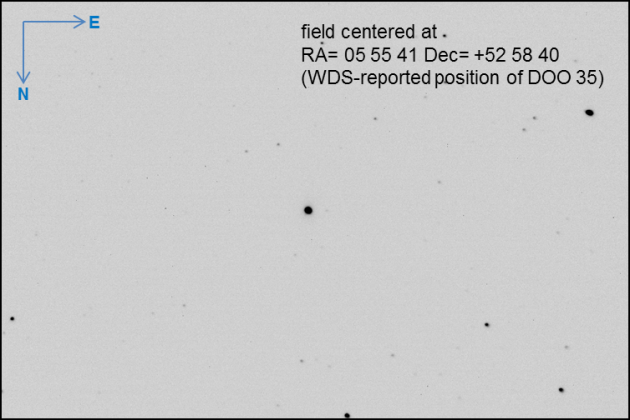 E
N
field centered at
RA= 05 55 41 Dec= +52 58 40
(WDS-reported position of DOO 35)